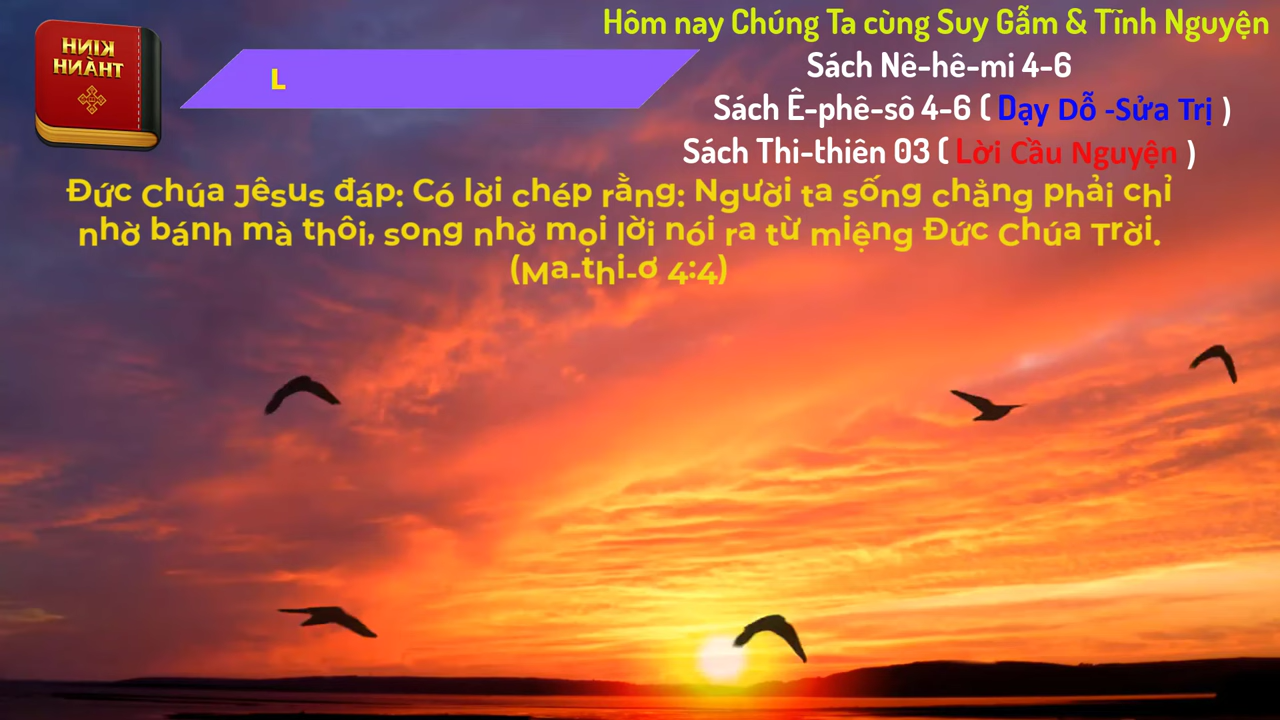 Hôm nay Chúng Ta cùng Suy Gẫm & Tĩnh Nguyện
KINH
THÁNH
L
Sách Nê-hê-mi 4-6
Sách Ê-phê-sô 4-6 ( Dạy Dỗ -Sửa Trị )
Sách Thi-thiên 03 ( Lời Cầu Nguyện )
Đức Chúa Jêsus đáp: Có lời chép rằng: Người ta sống chẳng phải chỉ
nhờ bánh mà thôi, song nhờ mọi lời nói ra từ miệng Đức Chúa Trời.
(Ma-thi-ơ 4:4)